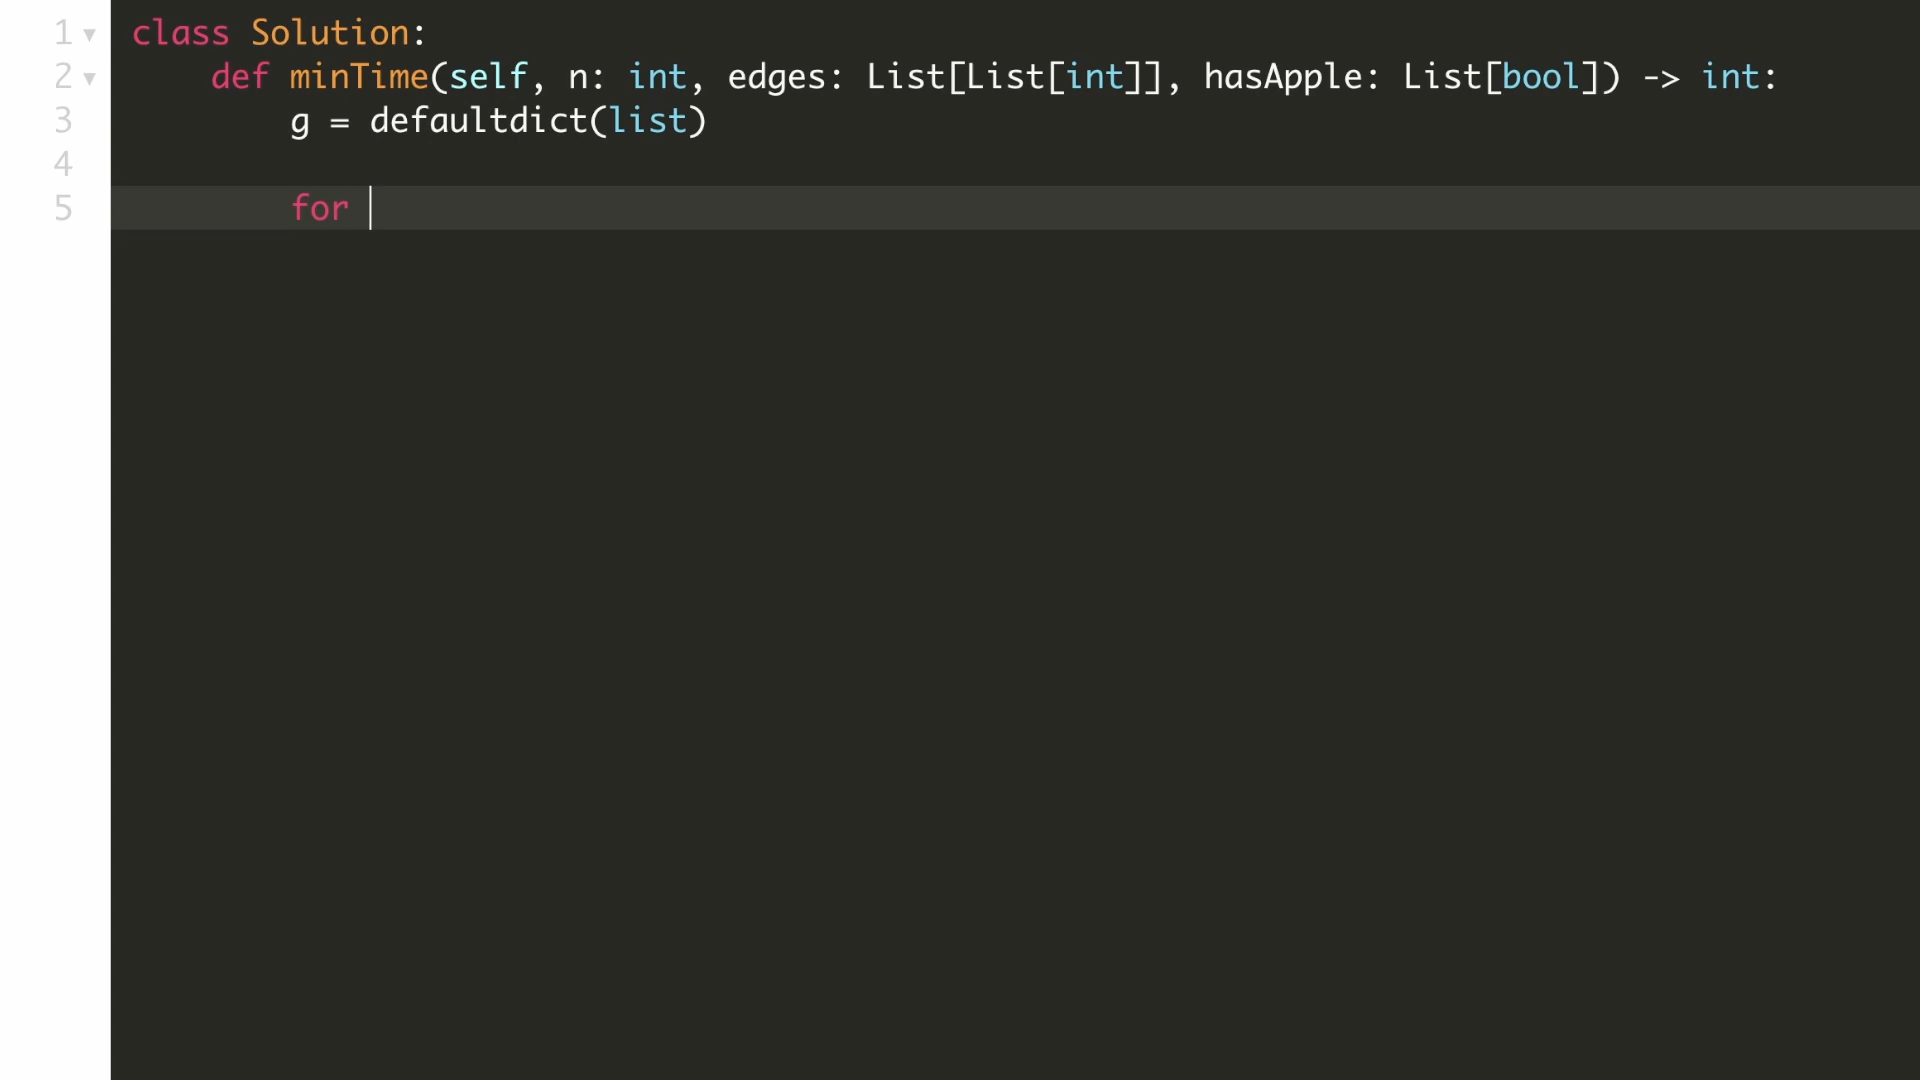 1 class Solution:
2 def minTime(self, n: int, edges: List[List[int]], hasApple: List[bool]) -> int:
3 g = defaultdict(list)
4
5 for